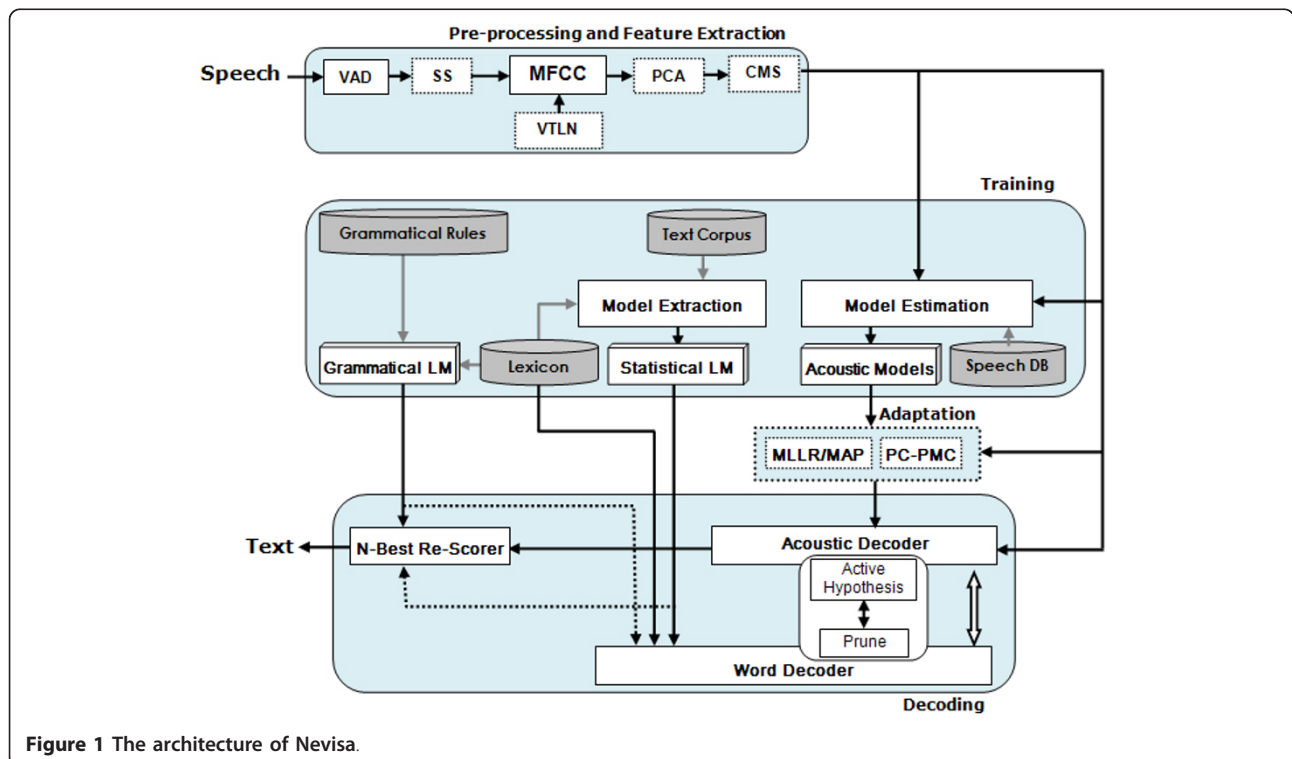 Pre-processing and Feature Extraction
Speech
VAD
SS
MFCC
PCA
CMS
VTLN
Training
Grammatical Rules
Text Corpus
Model Extraction
Model Estimation
Grammatical LM
Lexicon
Statistical LM
Acoustic Models
Speech DB
Adaptation
MLLR/MAP
PC-PMC
Text
N-Best Re-Scorer
Acoustic Decoder
Active
Hypothesis
Prune
Word Decoder
Decoding
Figure 1 The architecture of Nevisa.